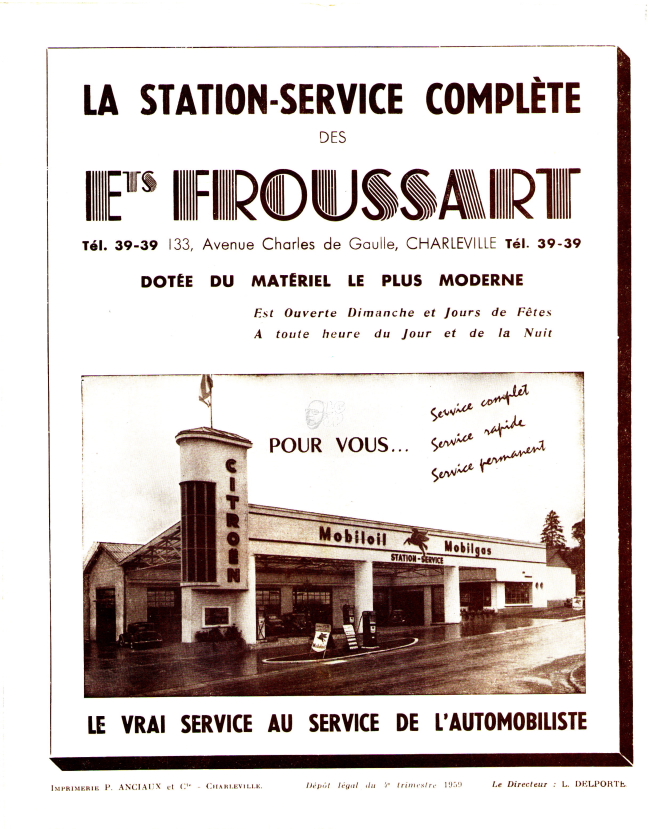 LA STATION-SERVICE COMPLÈTE
DES
ETS FROUSSART
Tél. 39-39 133, Avenue Charles de Gaulle, CHARLEVILLE Tél. 39-39
DOTÉE DU MATÉRIEL LE PLUS MODERNE
Est Ouverte Dimanche et Jours de Fêtes
A toute heure du Jour et de la Nuit
POUR VOUS...
Service complet
Service rapide
Service permanent
CITROËN
Mobiloil Mobilgas
STATION-SERVICE
LE VRAI SERVICE AU SERVICE DE L'AUTOMOBILISTE
IMPRIMERIE P. ANCIAUX et Cie - CHARLEVILLE. Dépôt légal du trimestre 1959 Le Directeur : L. DELPORTE.